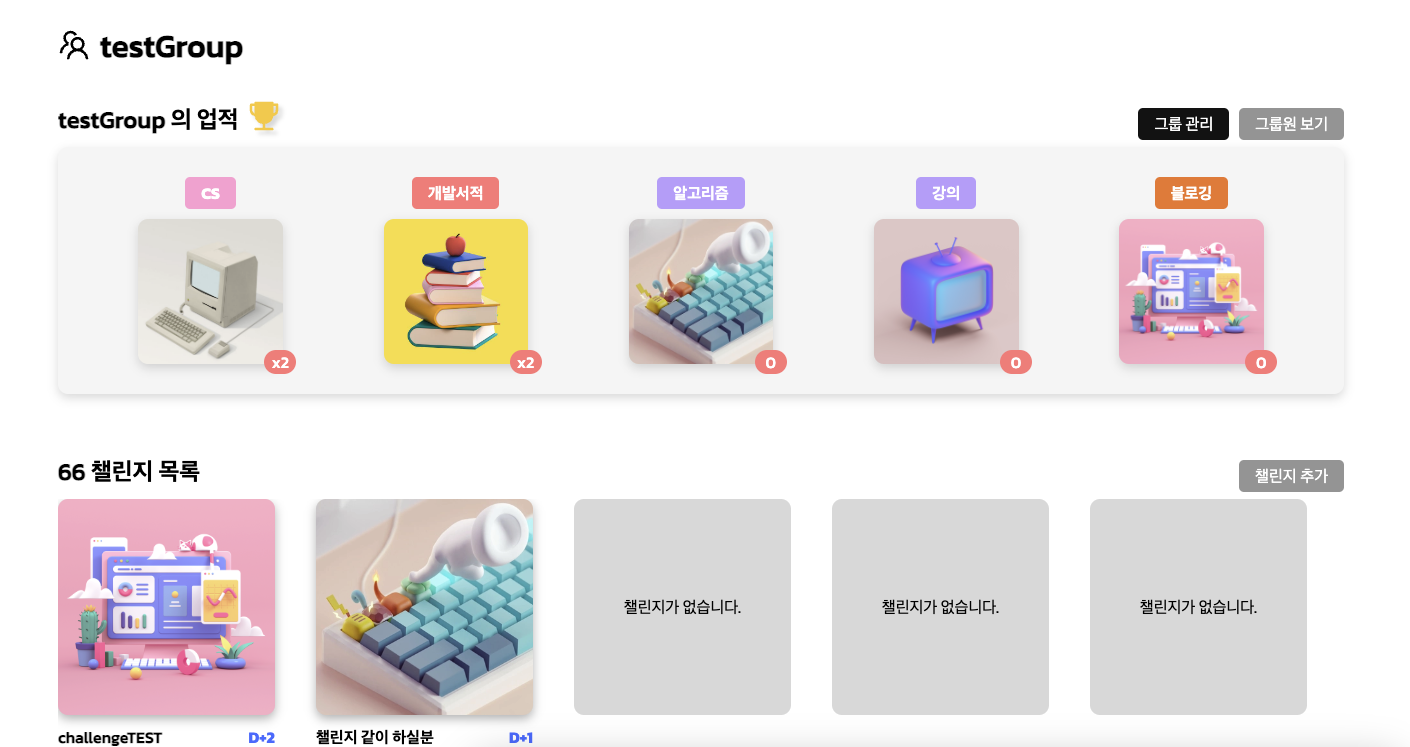 testGroup
testGroup 의 업적
그룹 관리
그룹원 보기
CS
개발서적
알고리즘
강의
블로깅
x2
x2
0
0
0
66 챌린지 목록
챌린지 추가
챌린지가 없습니다.
챌린지가 없습니다.
챌린지가 없습니다.
challengeTEST
D+2
챌린지 같이 하실분
D+1